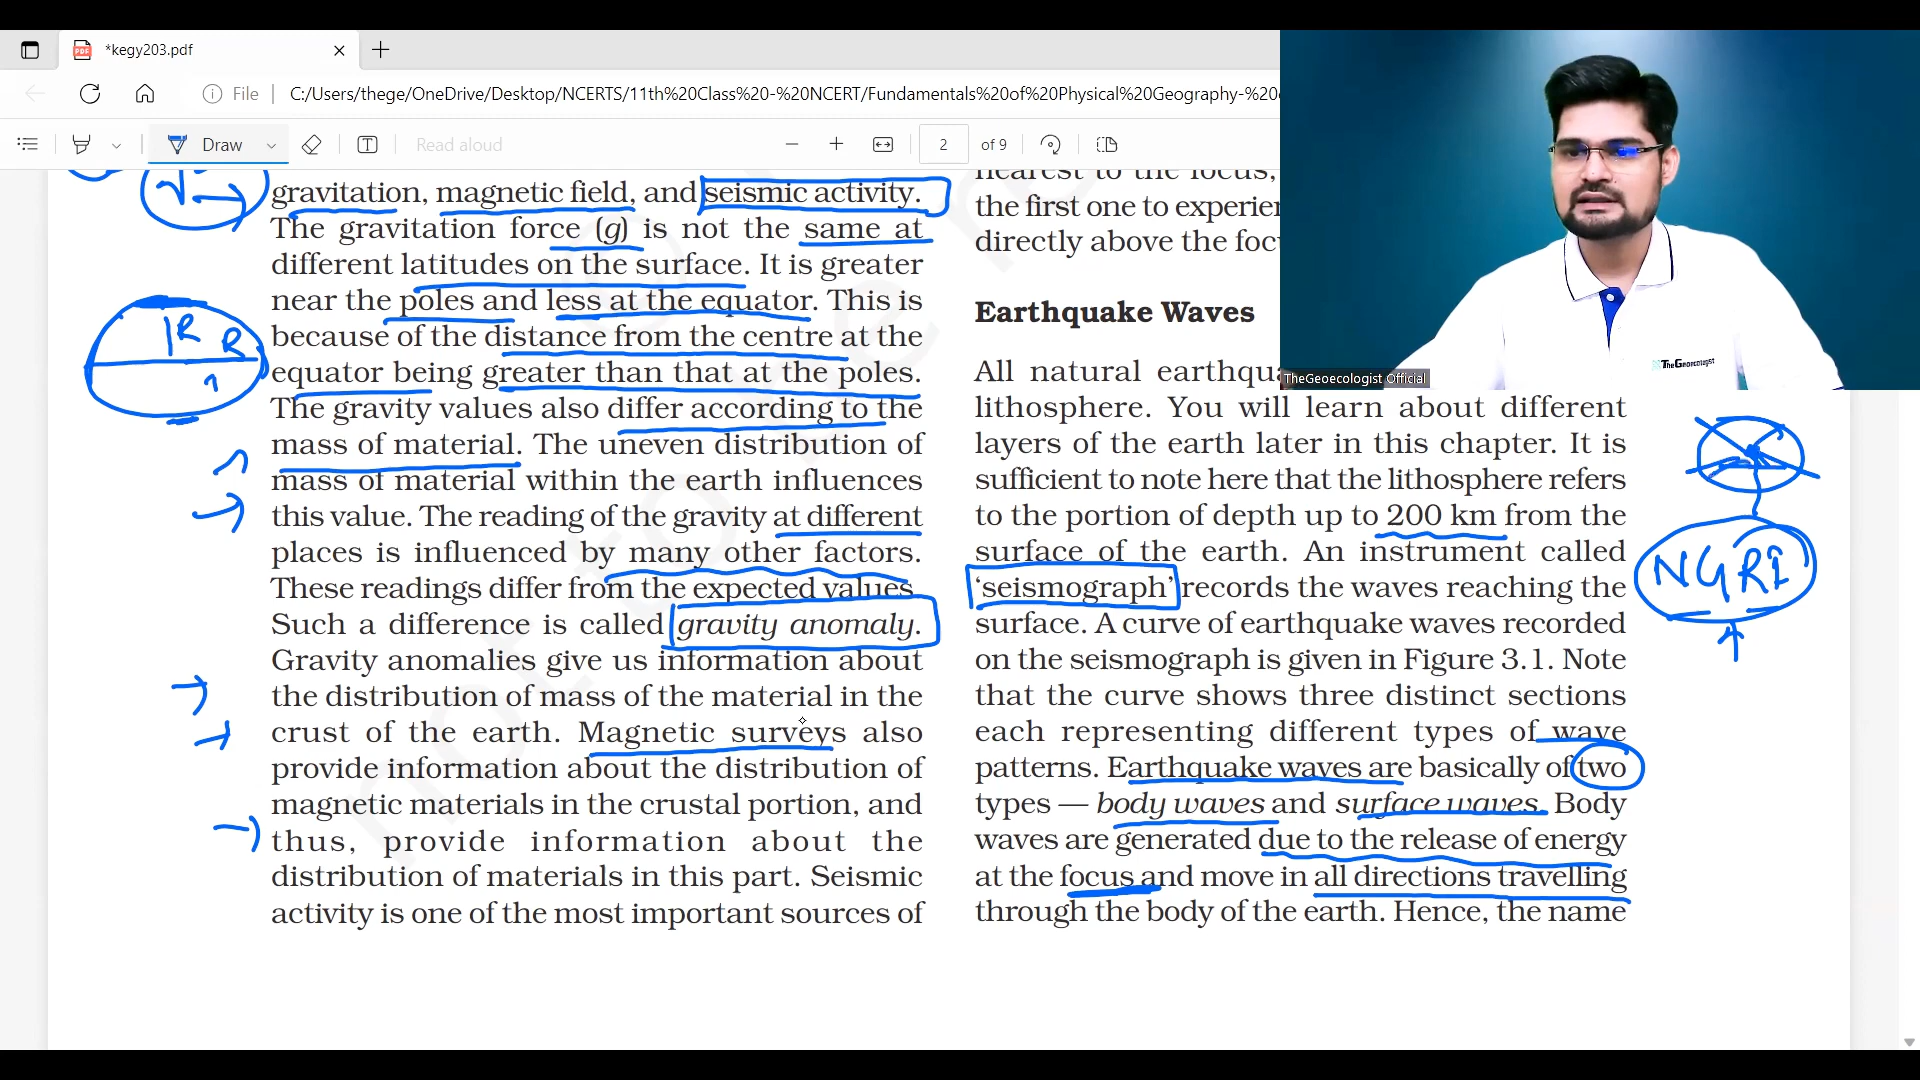 *kegy203.pdf
File
C:/Users/thege/OneDrive/Desktop/NCERTS/11th%20Class%20-%20NCERT/Fundamentals%20of%20Physical%20Geography-%20
Draw
Read aloud
2 of 9
gravitation, magnetic field, and seismic activity.
The gravitation force (g) is not the same at
different latitudes on the surface. It is greater
near the poles and less at the equator. This is
because of the distance from the centre at the
equator being greater than that at the poles.
The gravity values also differ according to the
mass of material. The uneven distribution of
mass of material within the earth influences
this value. The reading of the gravity at different
places is influenced by many other factors.
These readings differ from the expected values.
Such a difference is called gravity anomaly.
Gravity anomalies give us information about
the distribution of mass of the material in the
crust of the earth. Magnetic surveys also
provide information about the distribution of
magnetic materials in the crustal portion, and
thus, provide information about the
distribution of materials in this part. Seismic
activity is one of the most important sources of
R R
nearest to the focus,
the first one to experien
directly above the focu
Earthquake Waves
All natural earthqua
lithosphere. You will learn about different
layers of the earth later in this chapter. It is
sufficient to note here that the lithosphere refers
to the portion of depth up to 200 km from the
surface of the earth. An instrument called
‘seismograph’ records the waves reaching the
surface. A curve of earthquake waves recorded
on the seismograph is given in Figure 3.1. Note
that the curve shows three distinct sections
each representing different types of wave
patterns. Earthquake waves are basically of two
types — body waves and surface waves. Body
waves are generated due to the release of energy
at the focus and move in all directions travelling
through the body of the earth. Hence, the name
NGRI
TheGeoecologist
TheGeoecologist Official